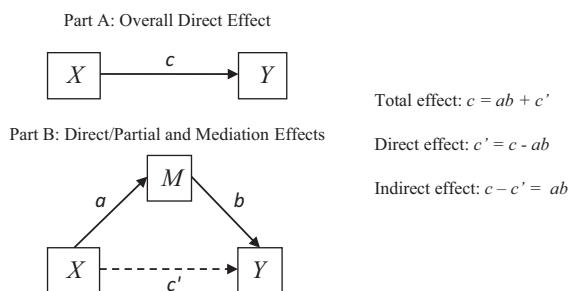 Part A: Overall Direct Effect
c
X
Y
Part B: Direct/Partial and Mediation Effects
M
a
b
X
Y
c'
Total effect: c = ab + c’
Direct effect: c’ = c - ab
Indirect effect: c – c’ = ab